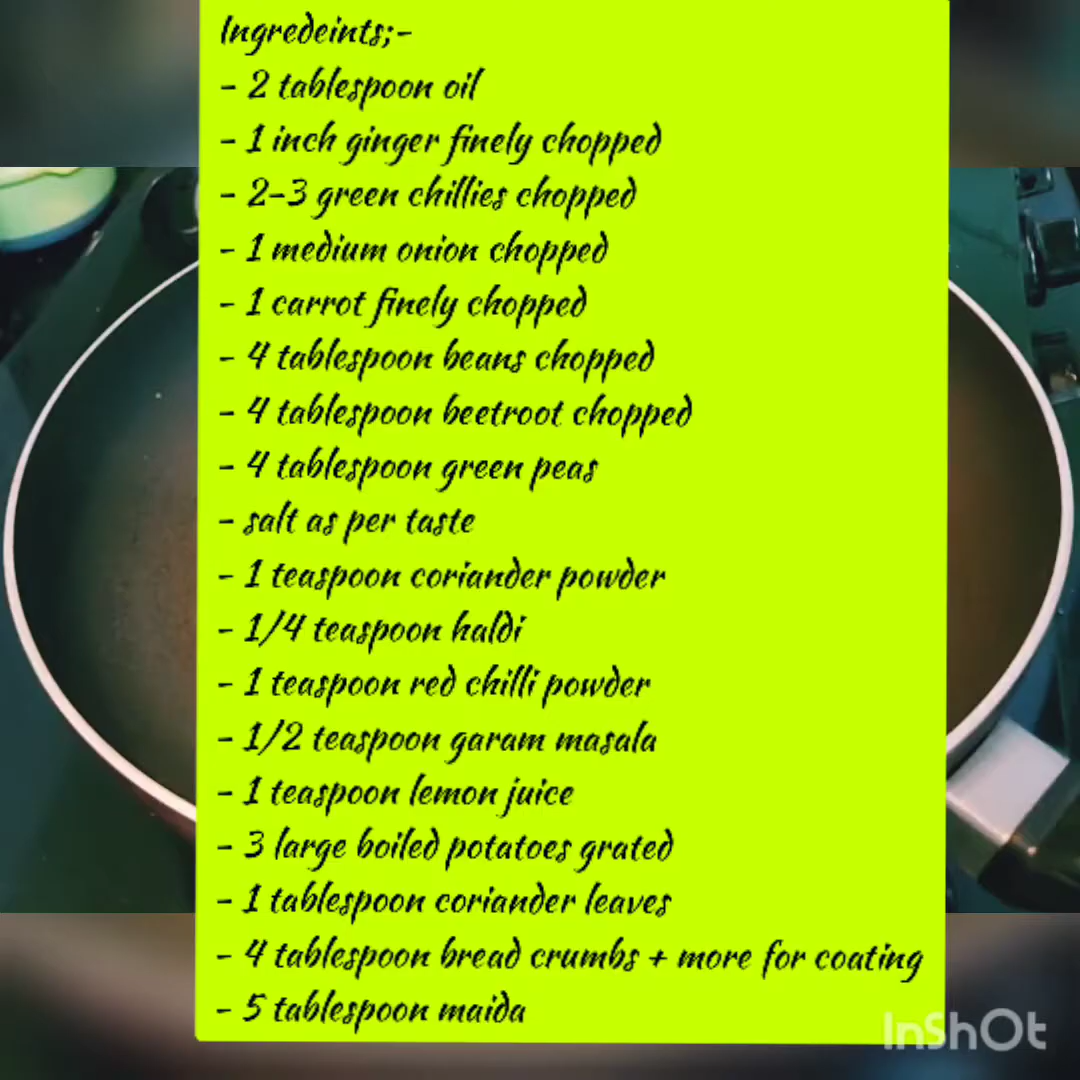 Ingredeints;-
- 2 tablespoon oil
- 1 inch ginger finely chopped
- 2-3 green chillies chopped
- 1 medium onion chopped
- 1 carrot finely chopped
- 4 tablespoon beans chopped
- 4 tablespoon beetroot chopped
- 4 tablespoon green peas
- salt as per taste
- 1 teaspoon coriander powder
- 1/4 teaspoon haldi
- 1 teaspoon red chilli powder
- 1/2 teaspoon garam masala
- 1 teaspoon lemon juice
- 3 large boiled potatoes grated
- 1 tablespoon coriander leaves
- 4 tablespoon bread crumbs + more for coating
- 5 tablespoon maida
InShOt